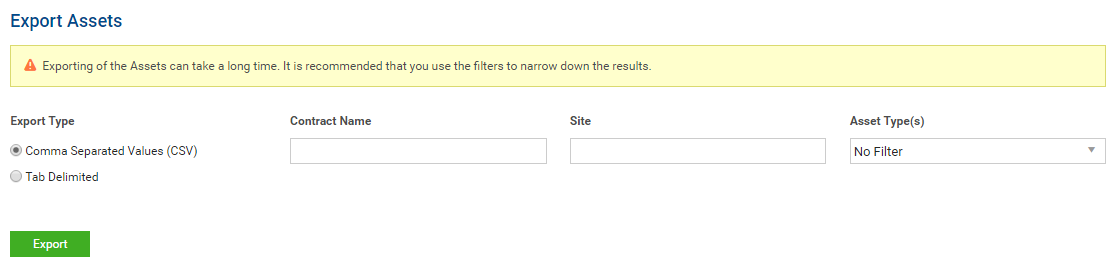 Export Assets
Exporting of the Assets can take a long time. It is recommended that you use the filters to narrow down the results.
Export Type
Comma Separated Values (CSV)
Tab Delimited
Contract Name
Site
Asset Type(s)
No Filter
Export